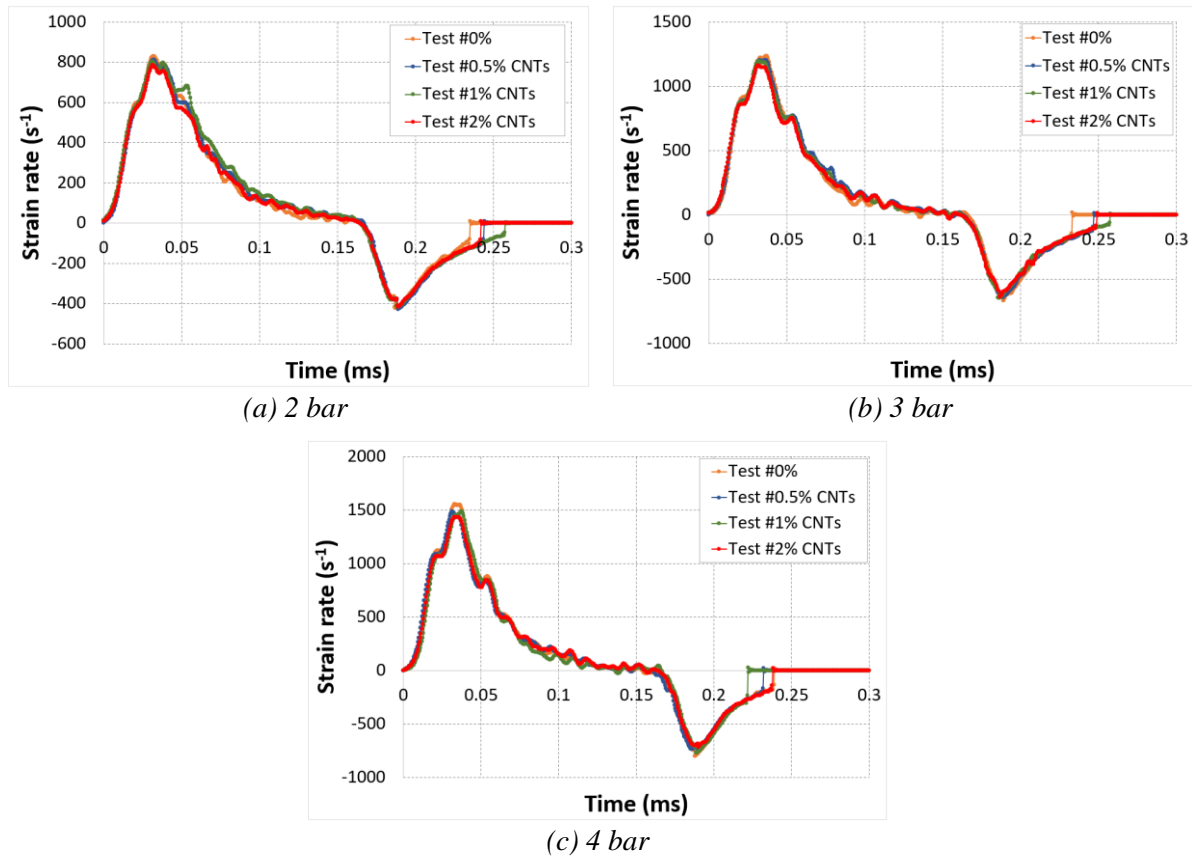 1000
800
600
400
200
0
-200
-400
-600
Strain rate (s⁻¹)
0
0.05
0.1
0.15
0.2
0.25
0.3
Time (ms)
Test #0%
Test #0.5% CNTs
Test #1% CNTs
Test #2% CNTs
(a) 2 bar
1500
1000
500
0
-500
-1000
Strain rate (s⁻¹)
0
0.05
0.1
0.15
0.2
0.25
0.3
Time (ms)
Test #0%
Test #0.5% CNTs
Test #1% CNTs
Test #2% CNTs
(b) 3 bar
2000
1500
1000
500
0
-500
-1000
Strain rate (s⁻¹)
0
0.05
0.1
0.15
0.2
0.25
0.3
Time (ms)
Test #0%
Test #0.5% CNTs
Test #1% CNTs
Test #2% CNTs
(c) 4 bar